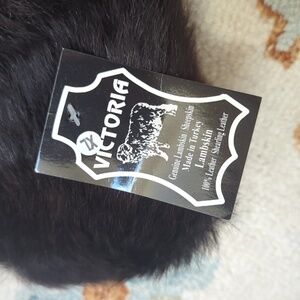 VICTORIA
Genuine Lambskin - Sheepskin
Made in Turkey
Lambskin
100% Leather / Shearling Leather